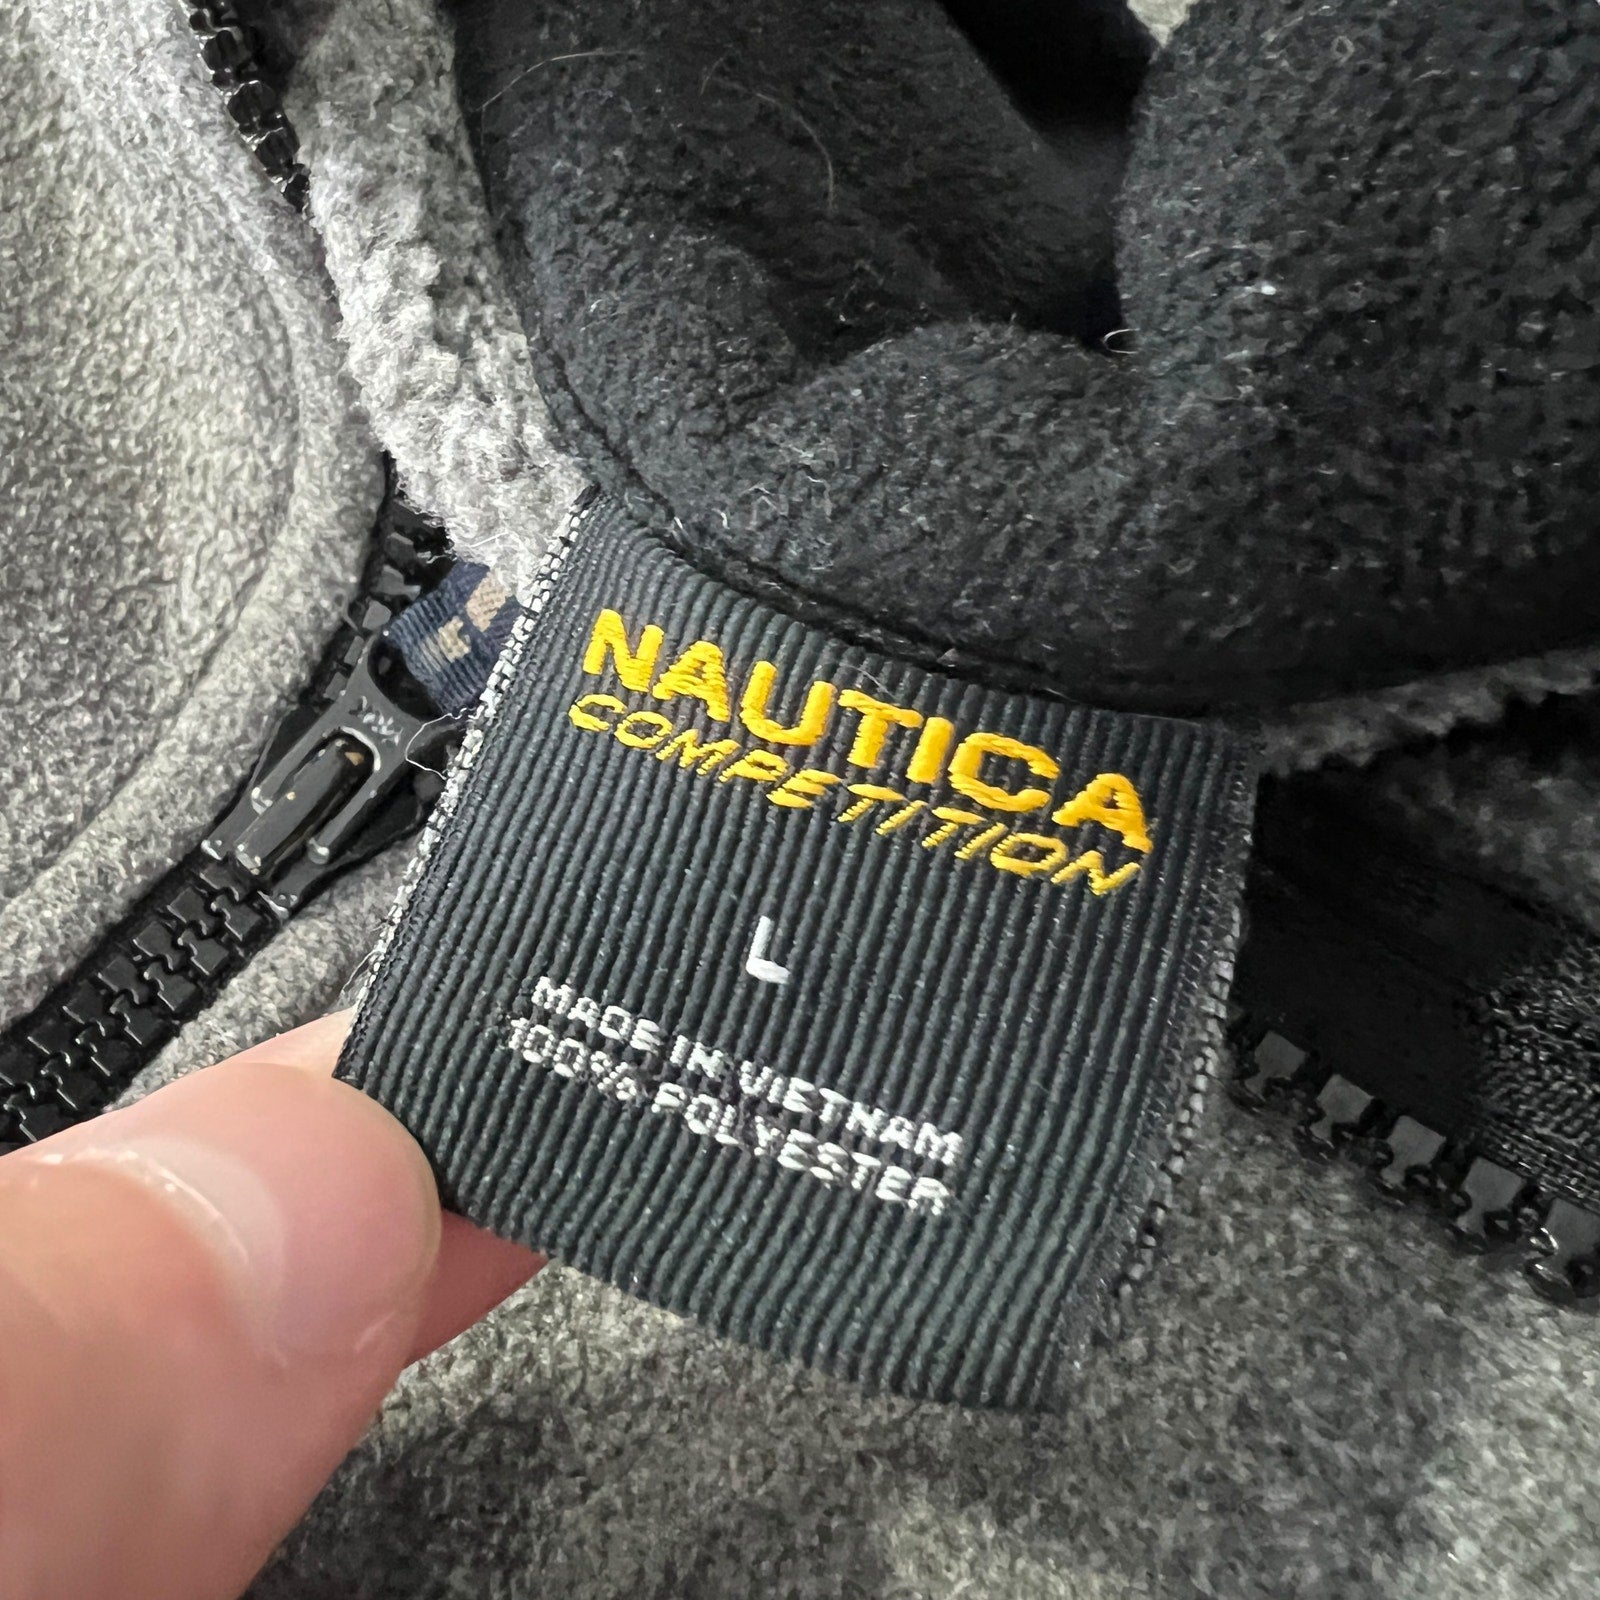 NAUTICA
COMPETITION
L
MADE IN VIETNAM
100% POLYESTER